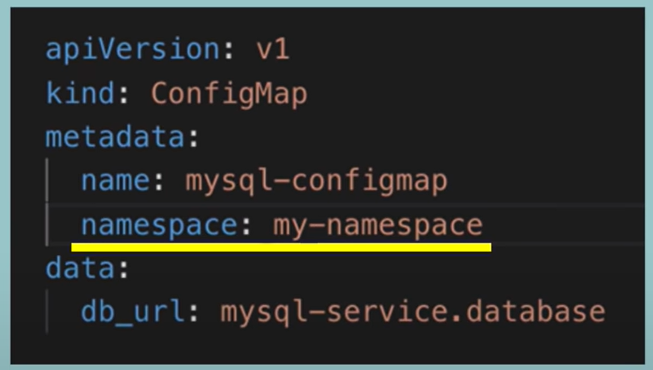 apiVersion: v1
kind: ConfigMap
metadata:
  name: mysql-configmap
  namespace: my-namespace
data:
  db_url: mysql-service.database